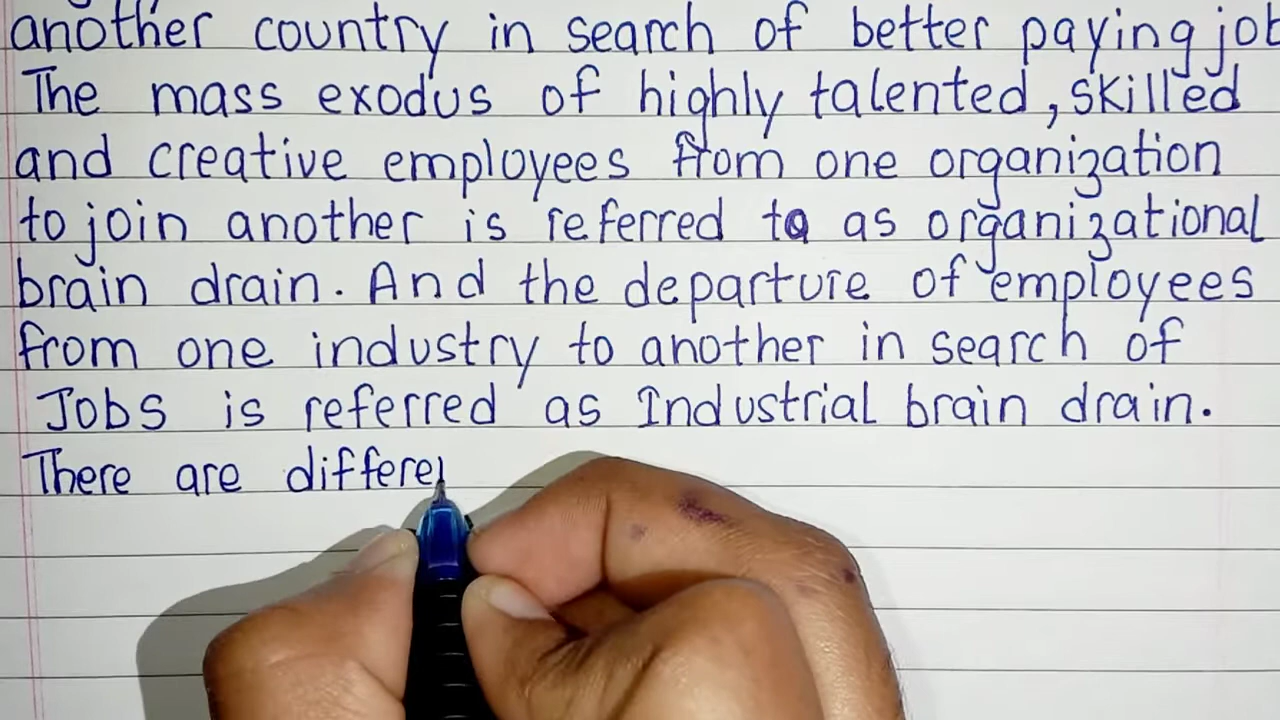 another country in search of better paying job
The mass exodus of highly talented, skilled
and creative employees from one organization
to join another is referred to as organizational
brain drain. And the departure of employees
from one industry to another in search of
Jobs is referred as Industrial brain drain.
There are differe